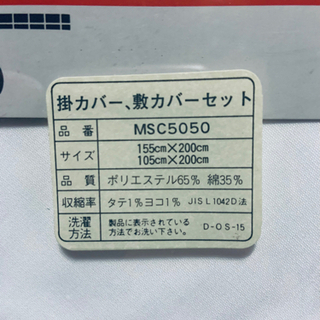 掛カバー、敷カバーセット
品番 MSC5050
サイズ 155cm×200cm
105cm×200cm
品質 ポリエステル65% 綿35%
収縮率 タテ1%ヨコ1% JIS L 1042D法
洗濯方法 製品に表示されている
方法でお洗い下さい。 D-QS-15